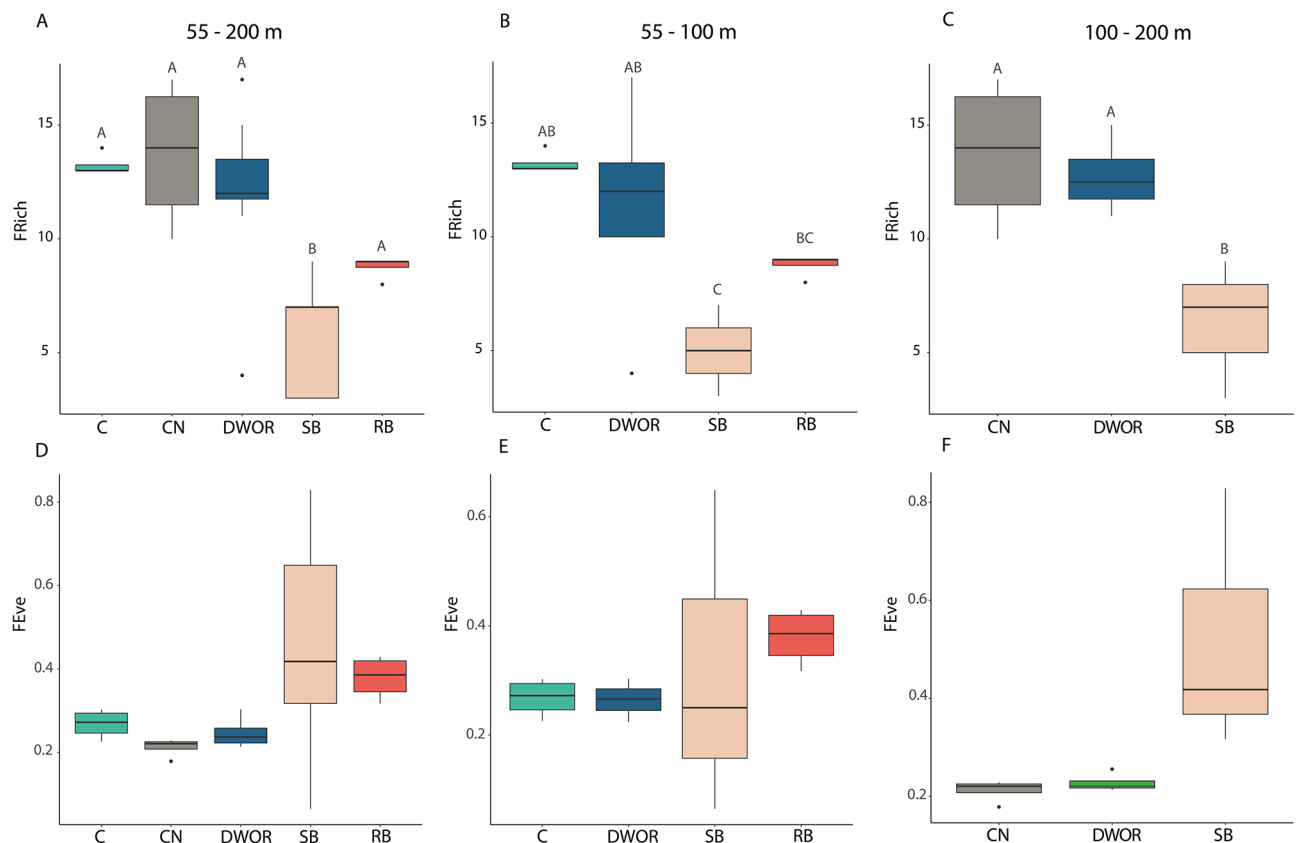 A
55 - 200 m
B
55 - 100 m
C
100 - 200 m
FRich
15
10
5
A
A
A
B
A
C
CN
DWOR
SB
RB
FRich
15
10
5
AB
AB
C
BC
C
DWOR
SB
RB
FRich
15
10
5
A
A
B
CN
DWOR
SB
D
FEve
0.8
0.6
0.4
0.2
C
CN
DWOR
SB
RB
E
FEve
0.6
0.4
0.2
C
DWOR
SB
RB
F
FEve
0.8
0.6
0.4
0.2
CN
DWOR
SB